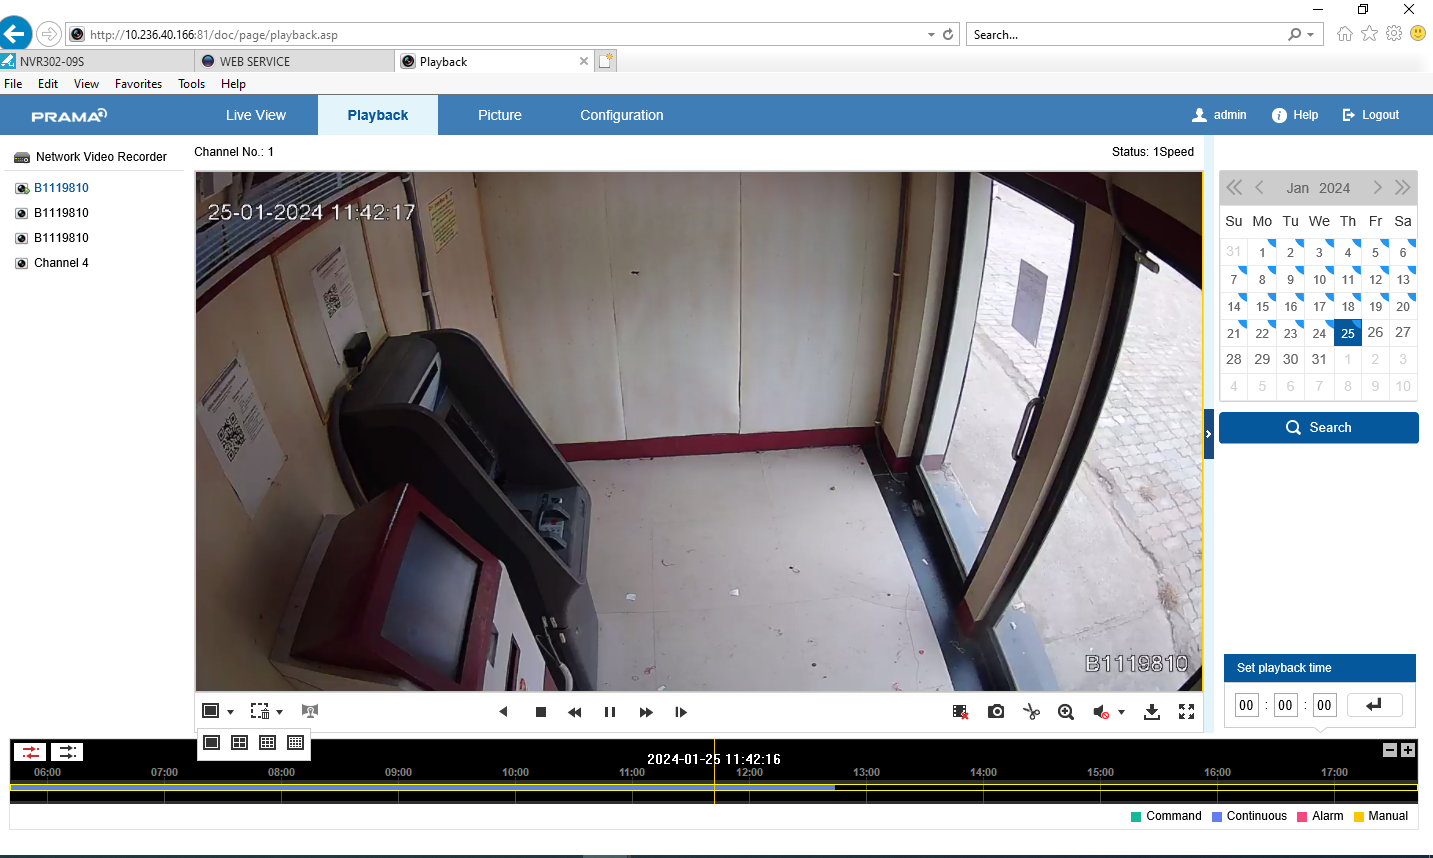 http://10.236.40.166:81/doc/page/playback.asp
Search...
NVR302-09S
WEB SERVICE
Playback
File Edit View Favorites Tools Help
PRAMA
Live View
Playback
Picture
Configuration
admin
Help
Logout
Network Video Recorder
B1119810
B1119810
B1119810
Channel 4
Channel No.: 1
Status: 1Speed
25-01-2024 11:42:17
B1119810
Jan 2024
Su Mo Tu We Th Fr Sa
31 1 2 3 4 5 6
7 8 9 10 11 12 13
14 15 16 17 18 19 20
21 22 23 24 25 26 27
28 29 30 31 1 2 3
4 5 6 7 8 9 10
Search
Set playback time
00 : 00 : 00
2024-01-25 11:42:16
06:00 07:00 08:00 09:00 10:00 11:00 12:00 13:00 14:00 15:00 16:00 17:00
Command Continuous Alarm Manual